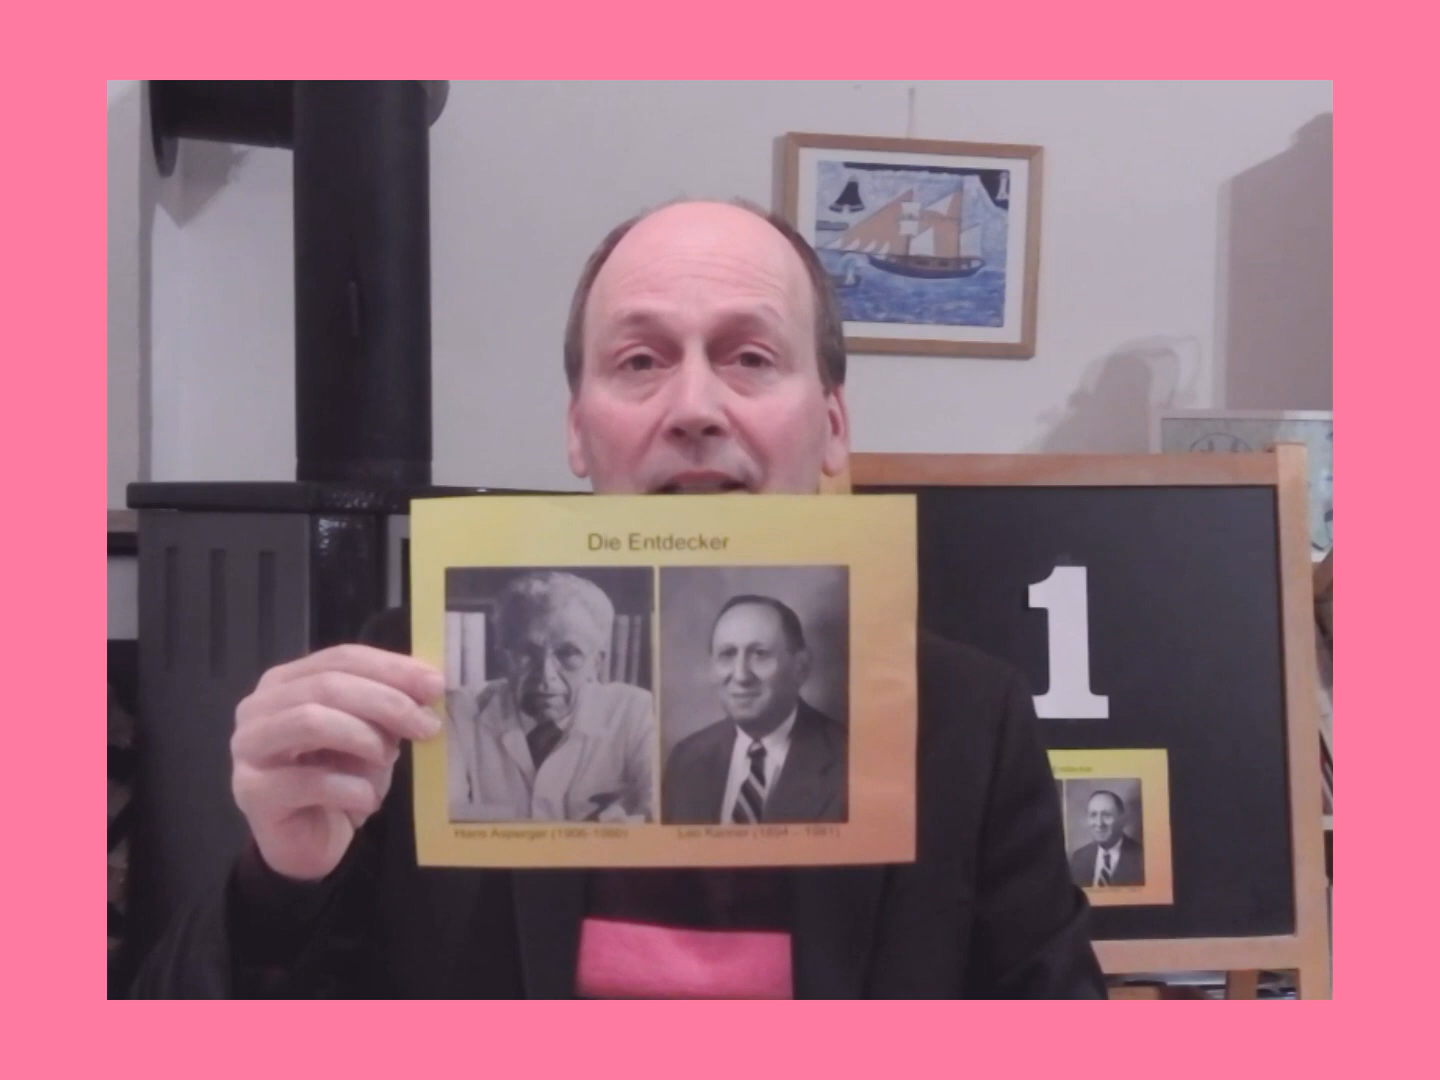 Die Entdecker
Hans Asperger (1906-1980)
Leo Kanner (1894 - 1981)
1